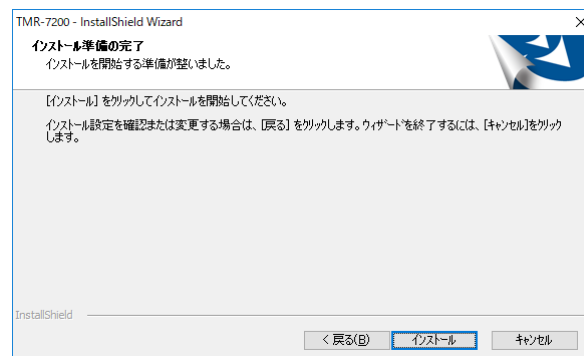 TMR-7200 - InstallShield Wizard
インストール準備の完了
インストールを開始する準備が整いました。
[インストール] をクリックしてインストールを開始してください。
インストール設定を確認または変更する場合は、[戻る] をクリックします。ウィザードを終了するには、[キャンセル]をクリック
します。
InstallShield
< 戻る(B)
インストール
キャンセル